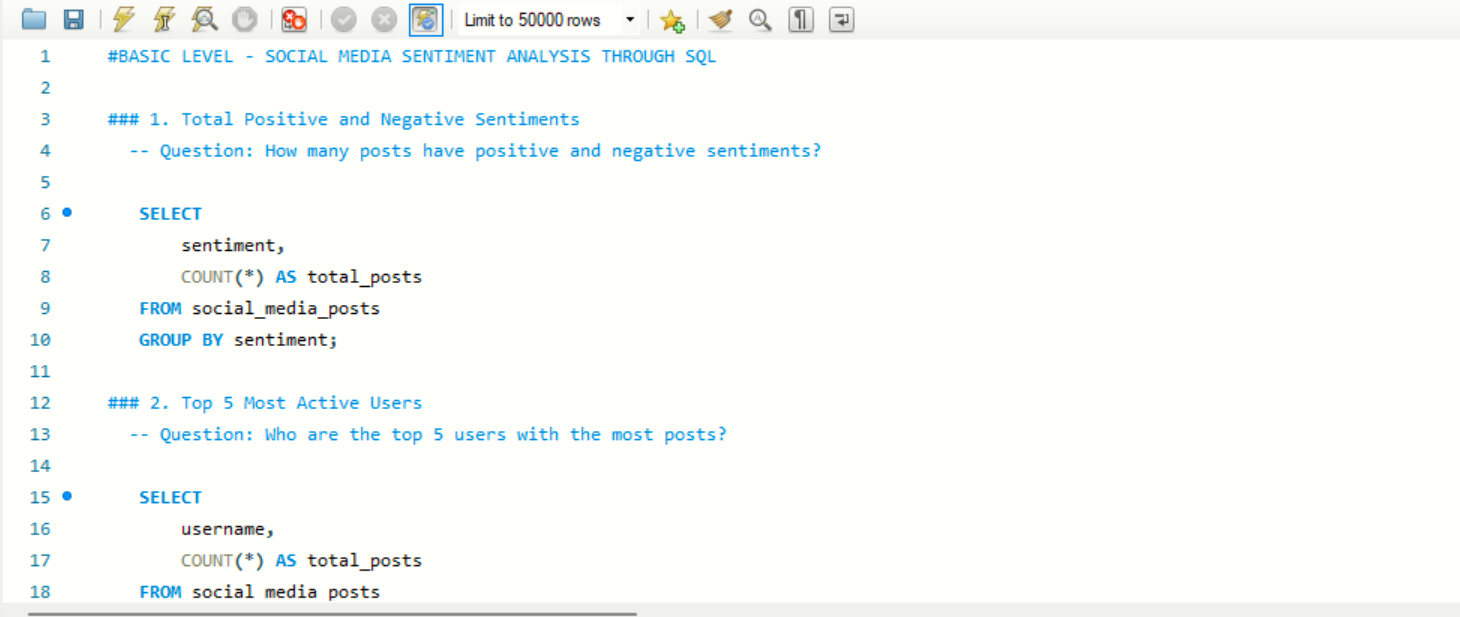 Limit to 50000 rows
1 #BASIC LEVEL - SOCIAL MEDIA SENTIMENT ANALYSIS THROUGH SQL
2
3 ### 1. Total Positive and Negative Sentiments
4 -- Question: How many posts have positive and negative sentiments?
5
6 SELECT
7 sentiment,
8 COUNT(*) AS total_posts
9 FROM social_media_posts
10 GROUP BY sentiment;
11
12 ### 2. Top 5 Most Active Users
13 -- Question: Who are the top 5 users with the most posts?
14
15 SELECT
16 username,
17 COUNT(*) AS total_posts
18 FROM social media posts